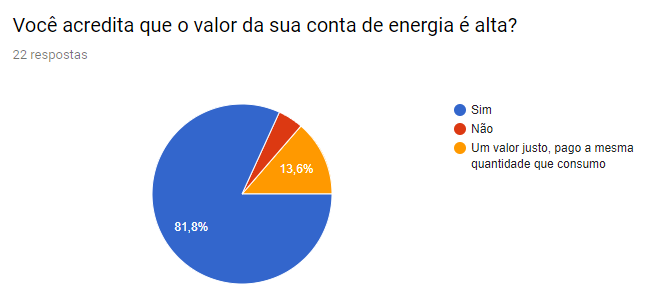 Você acredita que o valor da sua conta de energia é alta?
22 respostas
Sim
Não
Um valor justo, pago a mesma
quantidade que consumo
13,6%
81,8%